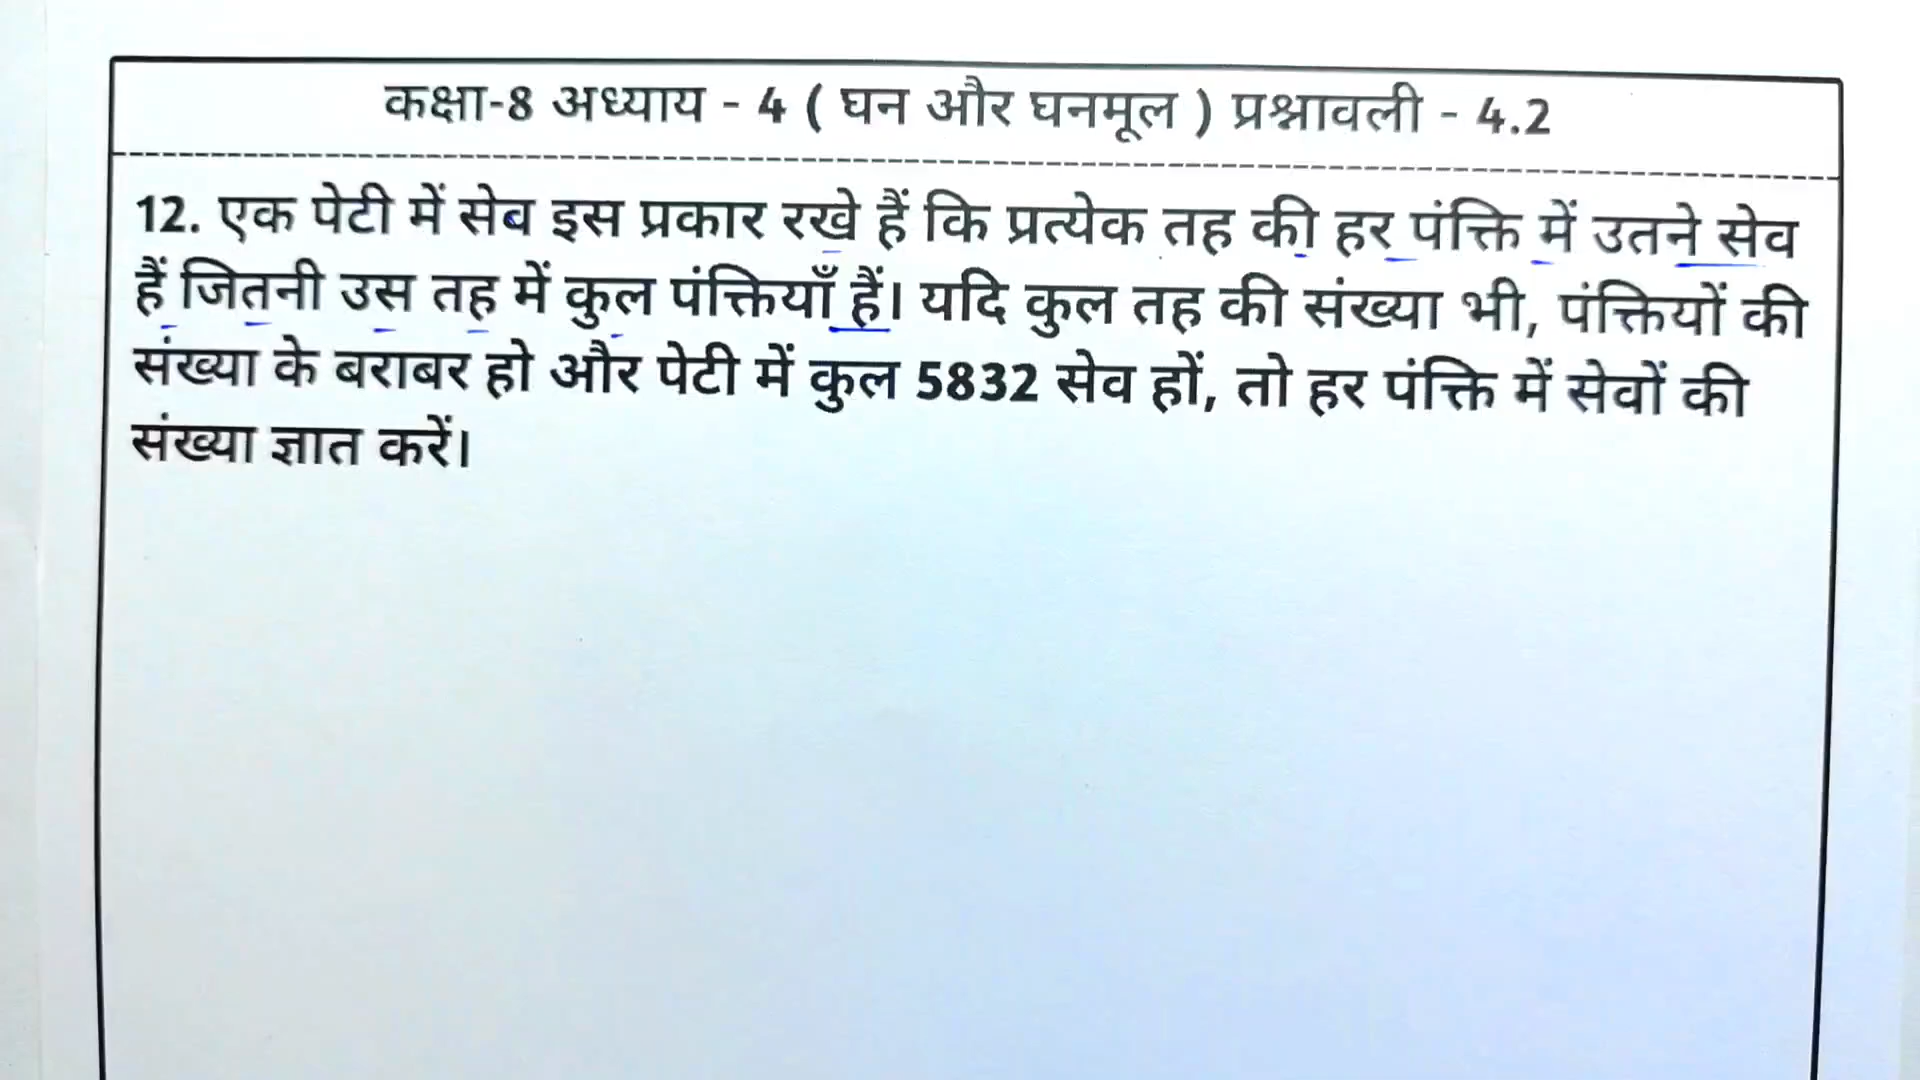 कक्षा-8 अध्याय - 4 ( घन और घनमूल ) प्रश्नावली - 4.2
12. एक पेटी में सेब इस प्रकार रखे हैं कि प्रत्येक तह की हर पंक्ति में उतने सेव
हैं जितनी उस तह में कुल पंक्तियाँ हैं। यदि कुल तह की संख्या भी, पंक्तियों की
संख्या के बराबर हो और पेटी में कुल 5832 सेव हों, तो हर पंक्ति में सेवों की
संख्या ज्ञात करें।